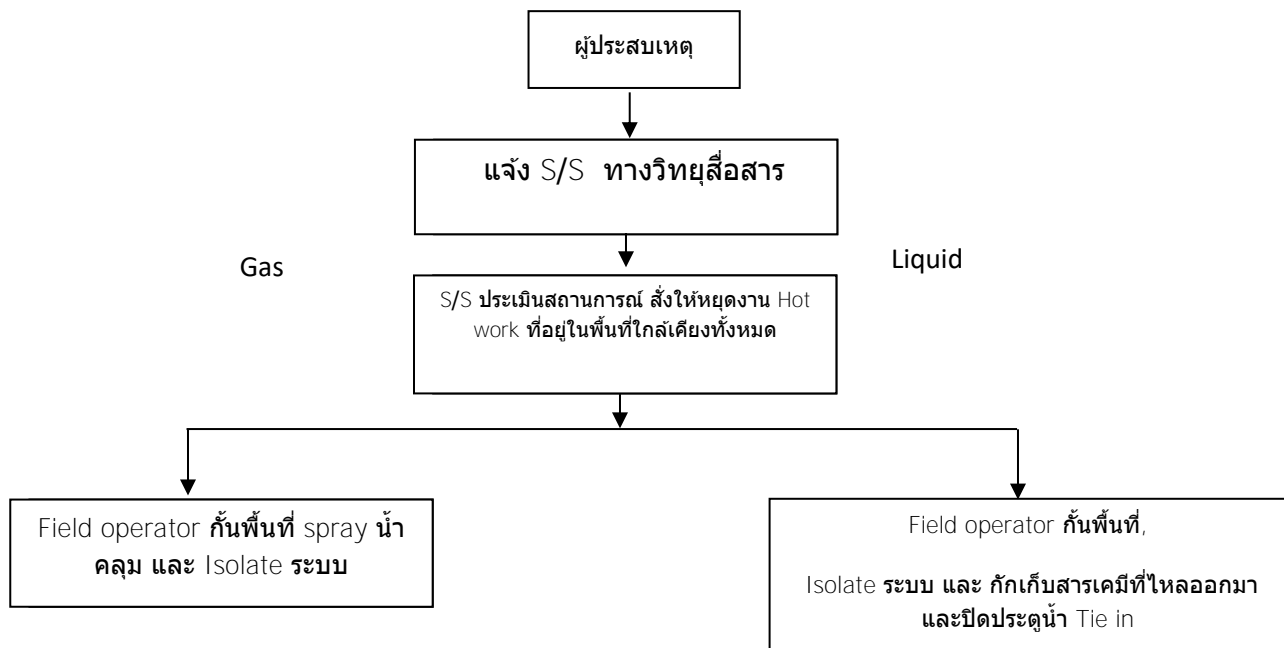 ผู้ประสบเหตุ
แจ้ง S/S ทางวิทยุสื่อสาร
Gas
Liquid
S/S ประเมินสถานการณ์ สั่งให้หยุดงาน Hot
work ที่อยู่ในพื้นที่ใกล้เคียงทั้งหมด
Field operator กั้นพื้นที่ spray น้ำ
คลุม และ Isolate ระบบ
Field operator กั้นพื้นที่,
Isolate ระบบ และ กักเก็บสารเคมีที่ไหลออกมา
และปิดประตูน้ำ Tie in